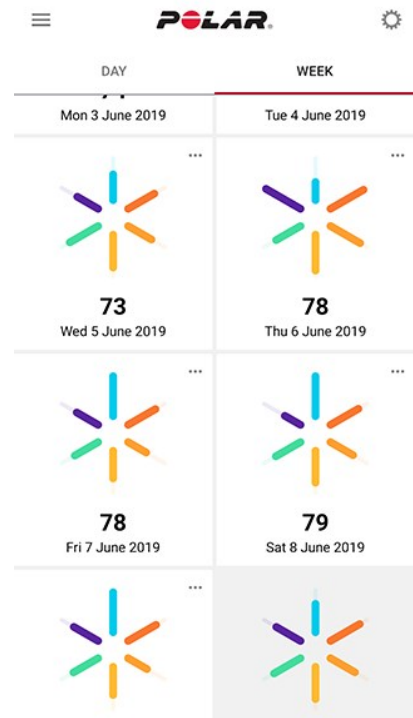 POLAR
DAY WEEK
Mon 3 June 2019 Tue 4 June 2019
73 78
Wed 5 June 2019 Thu 6 June 2019
78 79
Fri 7 June 2019 Sat 8 June 2019